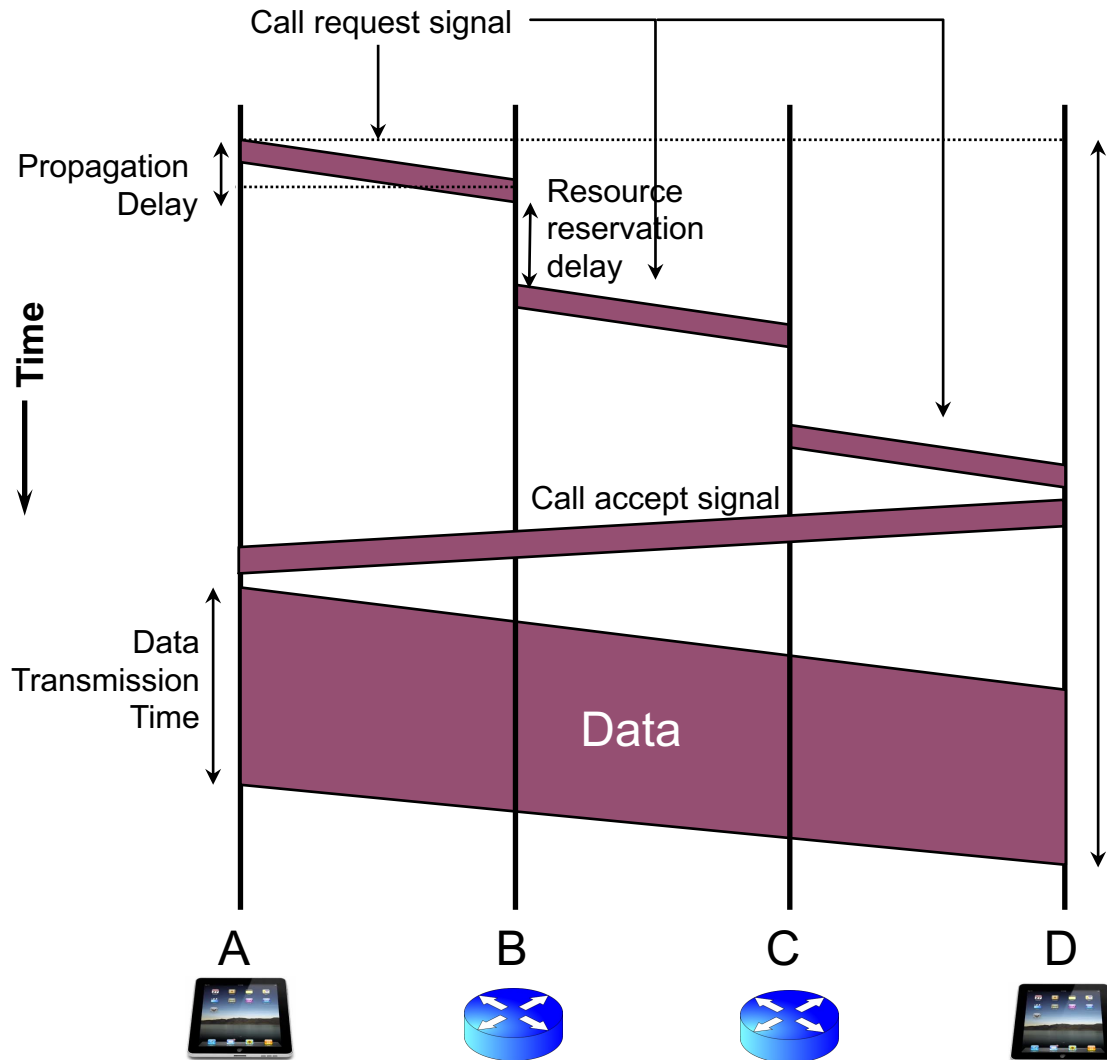 Call request signal
Propagation
Delay
Resource
reservation
delay
Time
Call accept signal
Data
Transmission
Time
Data
A
B
C
D